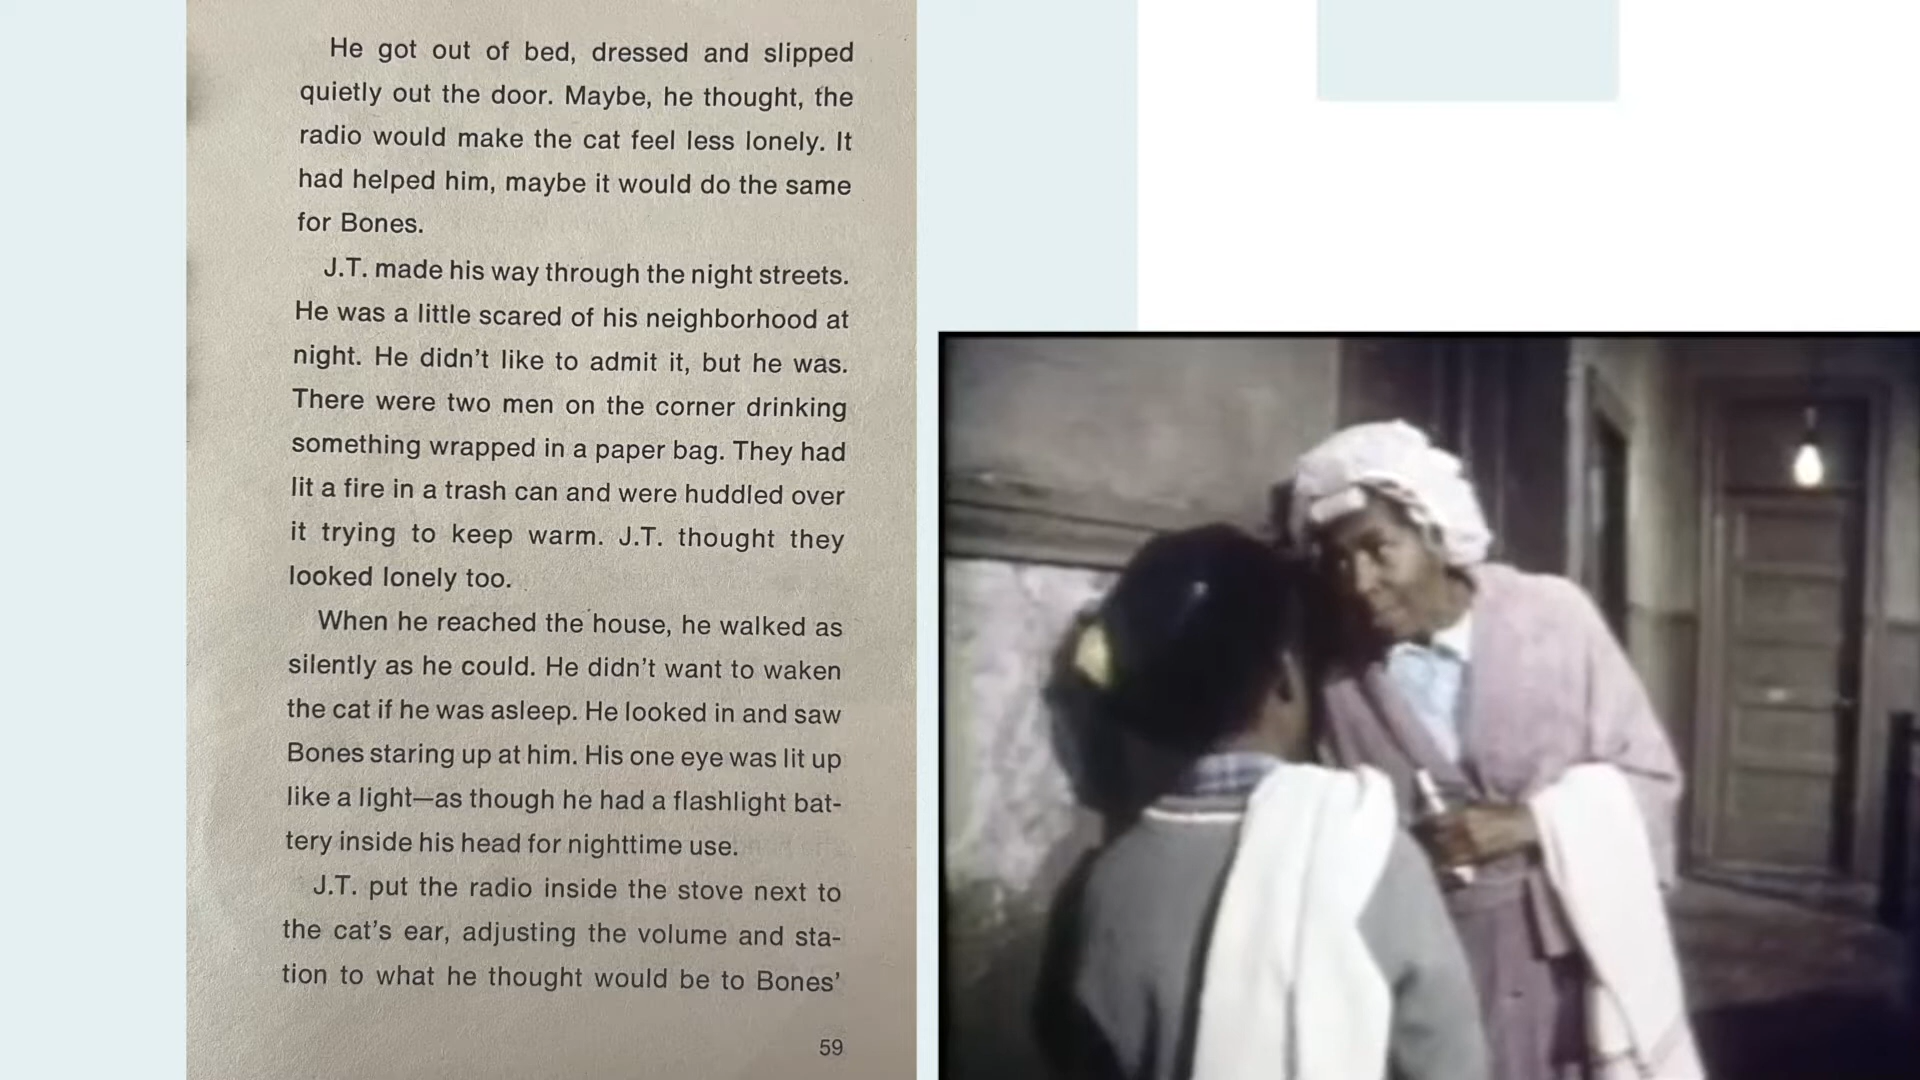 He got out of bed, dressed and slipped
quietly out the door. Maybe, he thought, the
radio would make the cat feel less lonely. It
had helped him, maybe it would do the same
for Bones.
J.T. made his way through the night streets.
He was a little scared of his neighborhood at
night. He didn't like to admit it, but he was.
There were two men on the corner drinking
something wrapped in a paper bag. They had
lit a fire in a trash can and were huddled over
it trying to keep warm. J.T. thought they
looked lonely too.
When he reached the house, he walked as
silently as he could. He didn't want to waken
the cat if he was asleep. He looked in and saw
Bones staring up at him. His one eye was lit up
like a light—as though he had a flashlight bat-
tery inside his head for nighttime use.
J.T. put the radio inside the stove next to
the cat's ear, adjusting the volume and sta-
tion to what he thought would be to Bones'
59